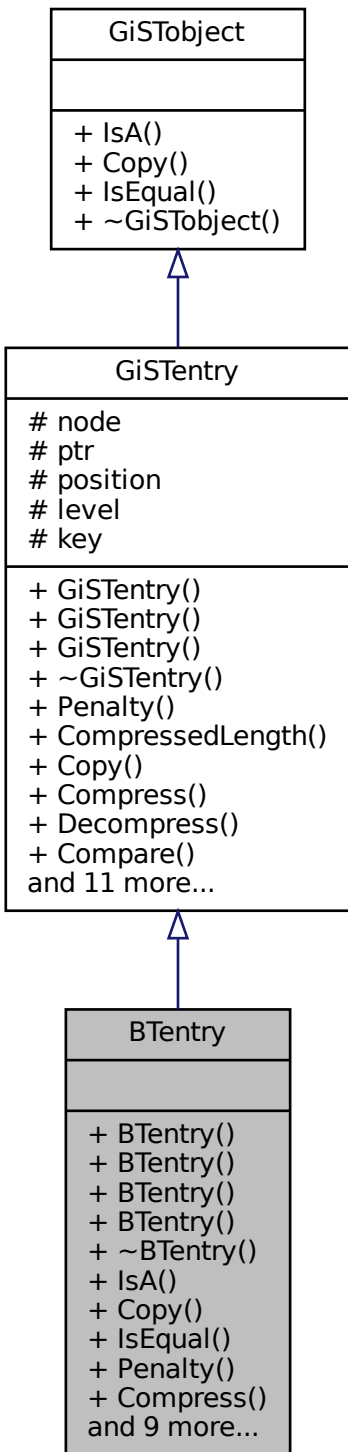 GiSTobject
+ IsA()
+ Copy()
+ IsEqual()
+ ~GiSTobject()
GiSTentry
# node
# ptr
# position
# level
# key
+ GiSTentry()
+ GiSTentry()
+ GiSTentry()
+ ~GiSTentry()
+ Penalty()
+ CompressedLength()
+ Copy()
+ Compress()
+ Decompress()
+ Compare()
and 11 more...
BTentry
+ BTentry()
+ BTentry()
+ BTentry()
+ BTentry()
+ ~BTentry()
+ IsA()
+ Copy()
+ IsEqual()
+ Penalty()
+ Compress()
and 9 more...